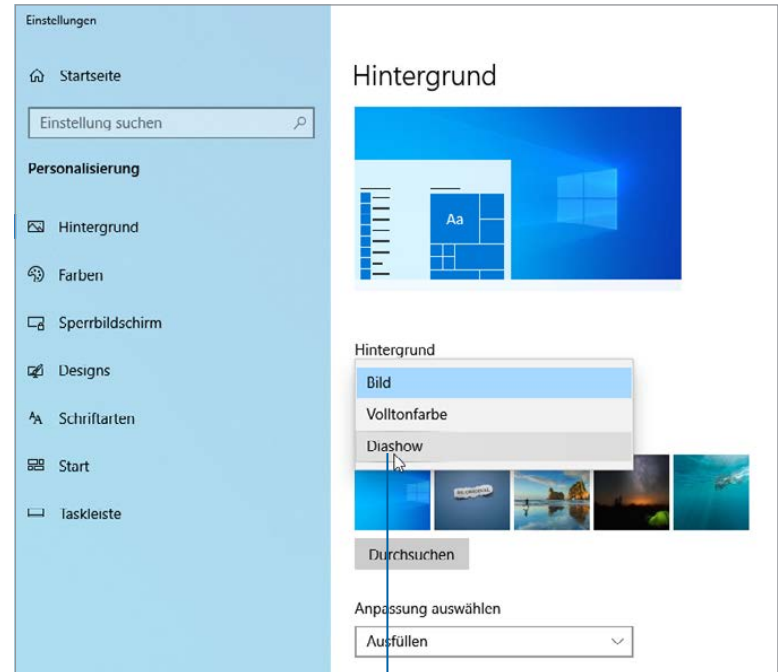 Einstellungen
Startseite
Einstellung suchen
Personalisierung
Hintergrund
Farben
Sperrbildschirm
Designs
Schriftarten
Start
Taskleiste
Hintergrund
Aa
Hintergrund
Bild
Volltonfarbe
Diashow
Durchsuchen
Anpassung auswählen
Ausfüllen